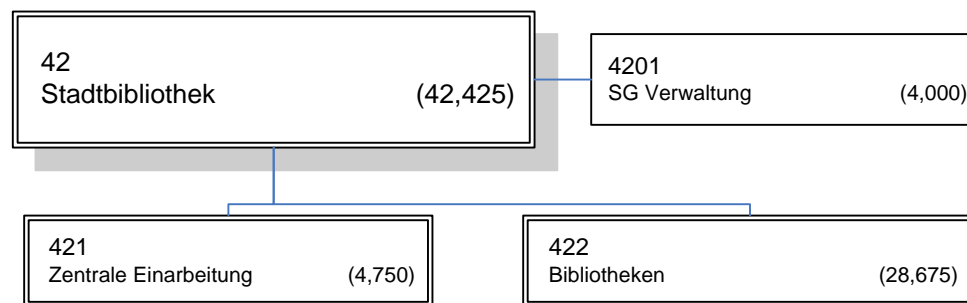 42
Stadtbibliothek (42,425)
4201
SG Verwaltung (4,000)
421
Zentrale Einarbeitung (4,750)
422
Bibliotheken (28,675)